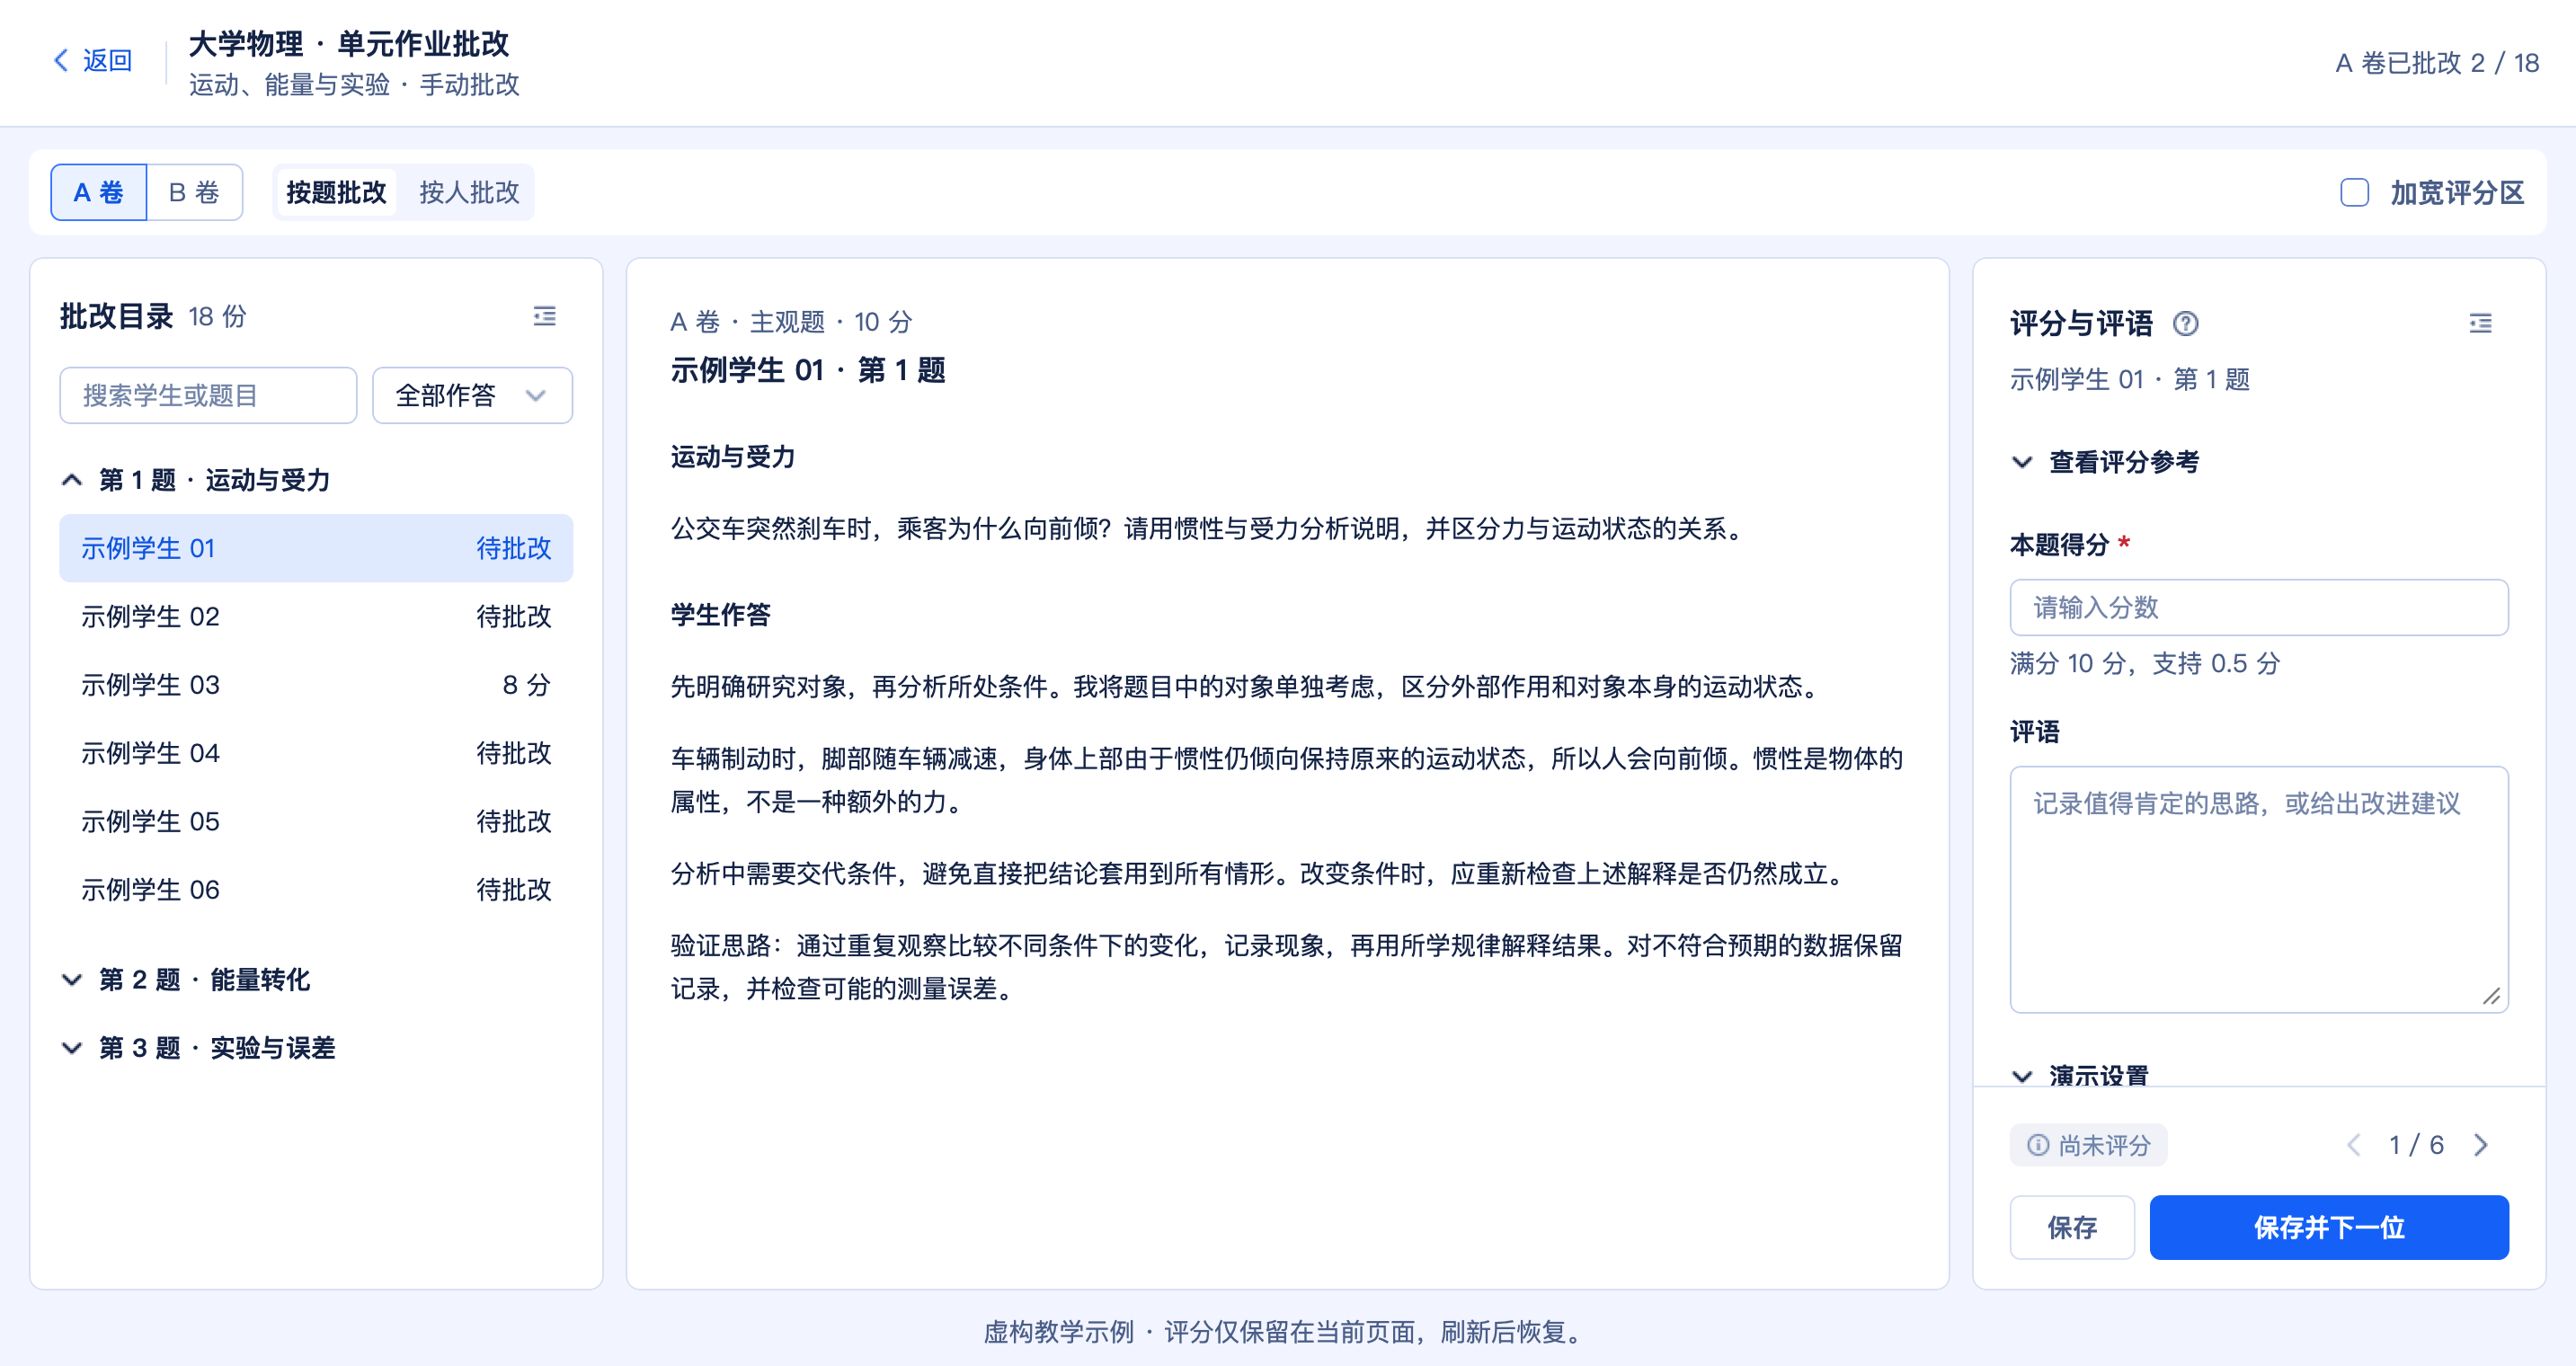 返回
大学物理 · 单元作业批改
运动、能量与实验 · 手动批改
A 卷已批改 2 / 18
A 卷
B 卷
按题批改
按人批改
加宽评分区
批改目录 18 份
搜索学生或题目
全部作答
第 1 题 · 运动与受力
示例学生 01 待批改
示例学生 02 待批改
示例学生 03 8 分
示例学生 04 待批改
示例学生 05 待批改
示例学生 06 待批改
第 2 题 · 能量转化
第 3 题 · 实验与误差
A 卷 · 主观题 · 10 分
示例学生 01 · 第 1 题
运动与受力
公交车突然刹车时，乘客为什么向前倾？请用惯性与受力分析说明，并区分力与运动状态的关系。
学生作答
先明确研究对象，再分析所处条件。我将题目中的对象单独考虑，区分外部作用和对象本身的运动状态。
车辆制动时，脚部随车辆减速，身体上部由于惯性仍倾向保持原来的运动状态，所以人会向前倾。惯性是物体的
属性，不是一种额外的力。
分析中需要交代条件，避免直接把结论套用到所有情形。改变条件时，应重新检查上述解释是否仍然成立。
验证思路：通过重复观察比较不同条件下的变化，记录现象，再用所学规律解释结果。对不符合预期的数据保留
记录，并检查可能的测量误差。
评分与评语
示例学生 01 · 第 1 题
查看评分参考
本题得分 *
请输入分数
满分 10 分，支持 0.5 分
评语
记录值得肯定的思路，或给出改进建议
演示设置
尚未评分
1 / 6
保存
保存并下一位
虚构教学示例 · 评分仅保留在当前页面，刷新后恢复。